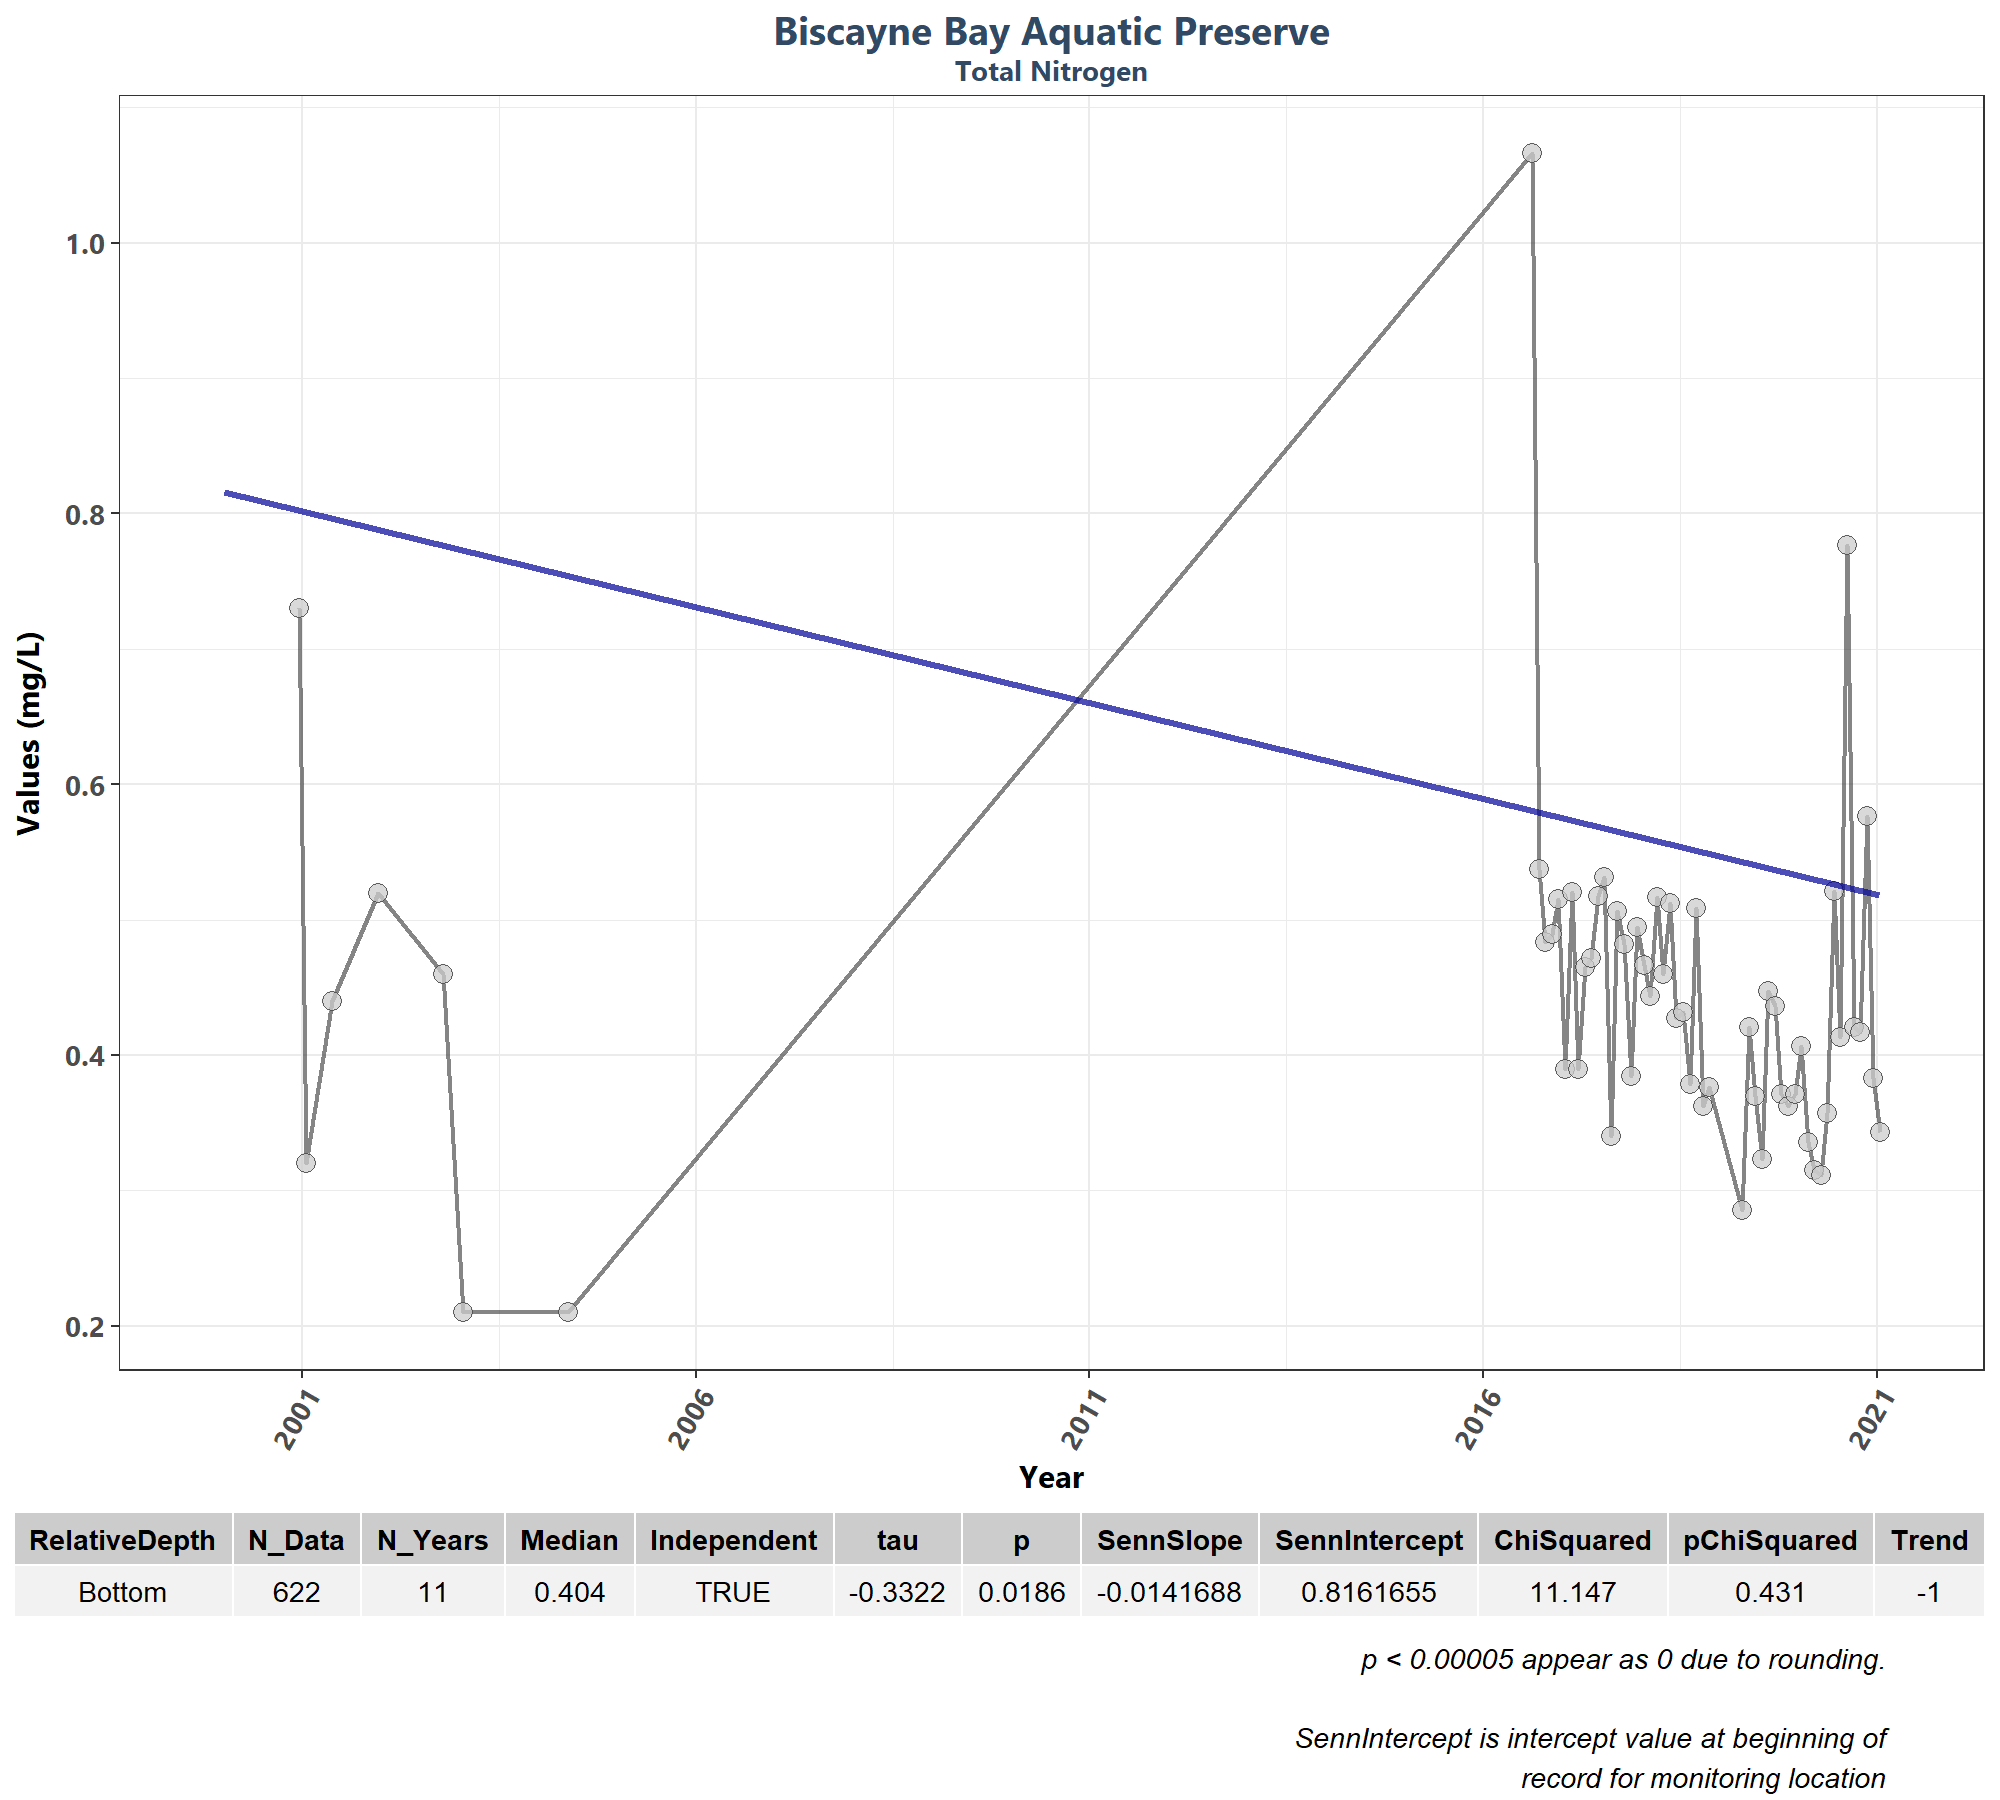 Biscayne Bay Aquatic Preserve
Total Nitrogen
Values (mg/L)
1.0
0.8
0.6
0.4
0.2
2001 2006 2011 2016 2021
Year
RelativeDepth N_Data N_Years Median Independent tau p SennSlope SennIntercept ChiSquared pChiSquared Trend
Bottom 622 11 0.404 TRUE -0.3322 0.0186 -0.0141688 0.8161655 11.147 0.431 -1
p < 0.00005 appear as 0 due to rounding.
SennIntercept is intercept value at beginning of
record for monitoring location